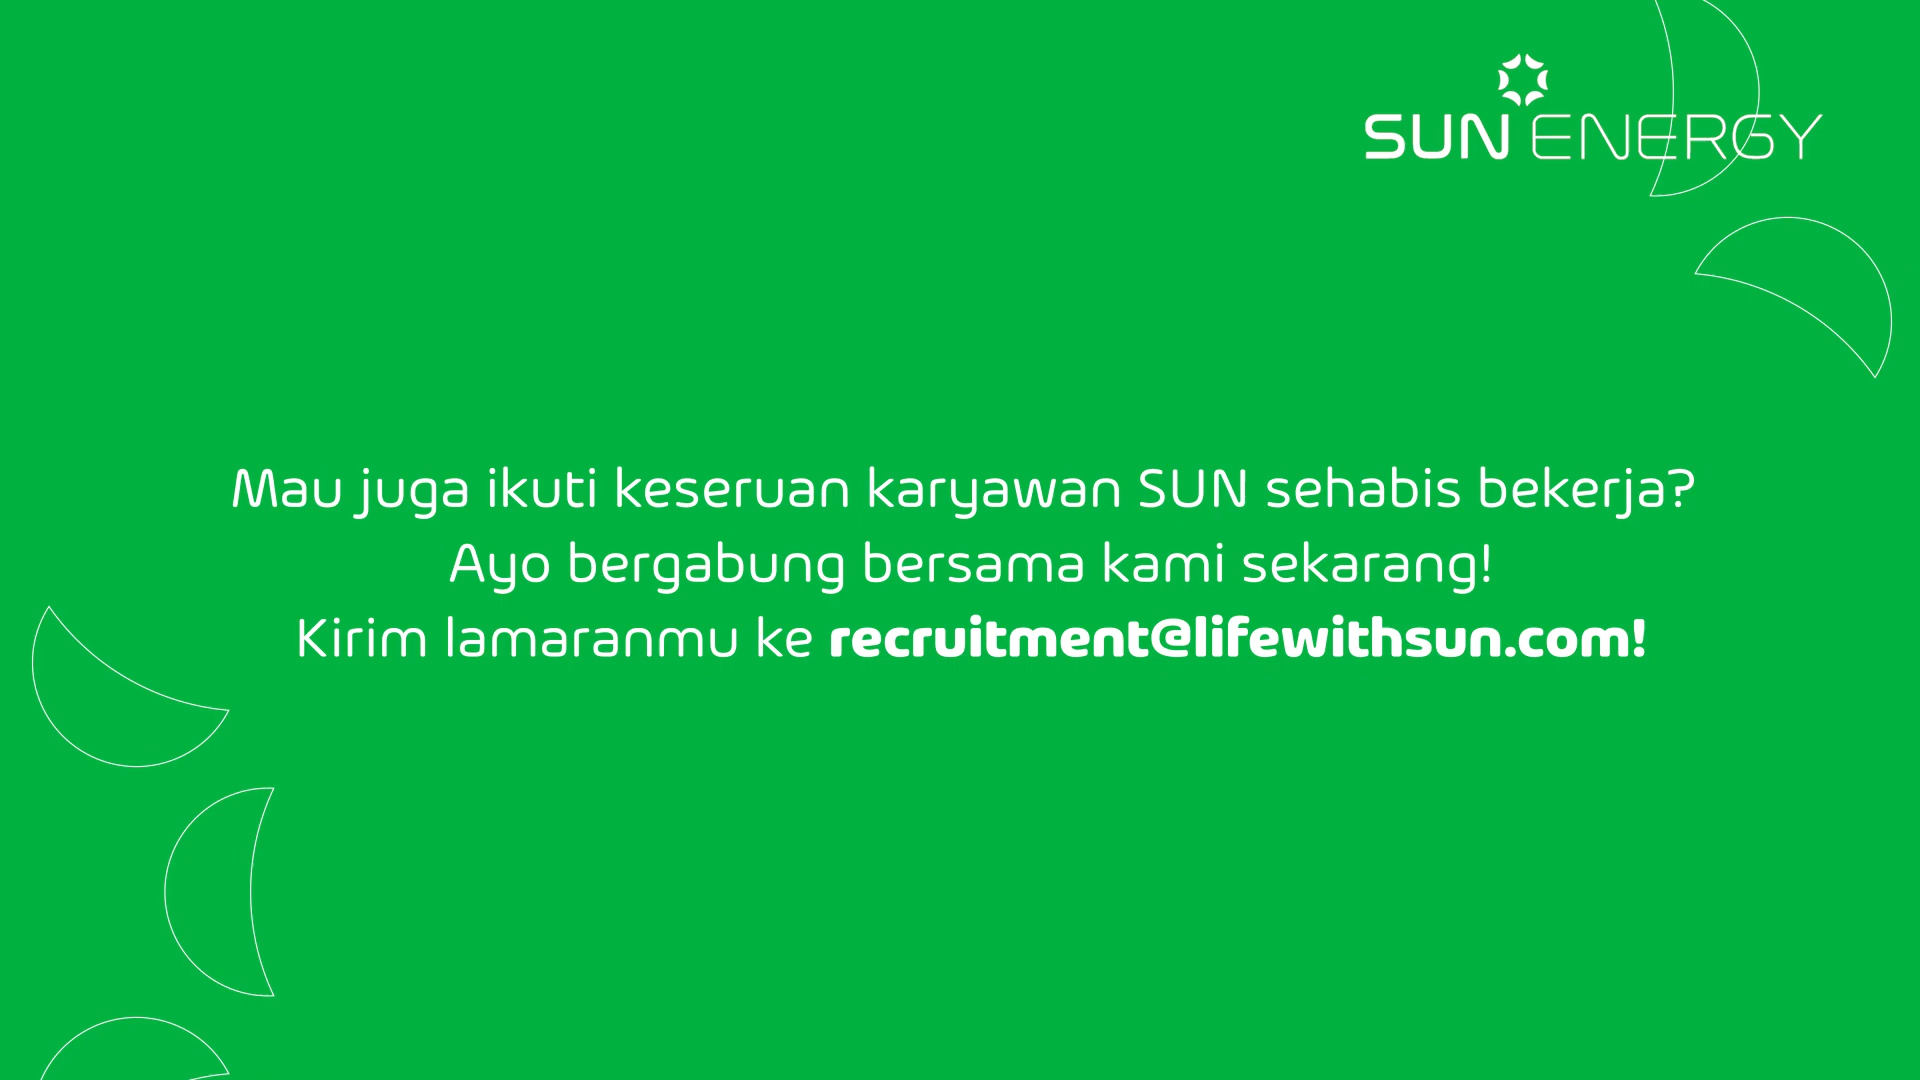 SUN ENERGY
Mau juga ikuti keseruan karyawan SUN sehabis bekerja?
Ayo bergabung bersama kami sekarang!
Kirim lamaranmu ke recruitment@lifewithsun.com!